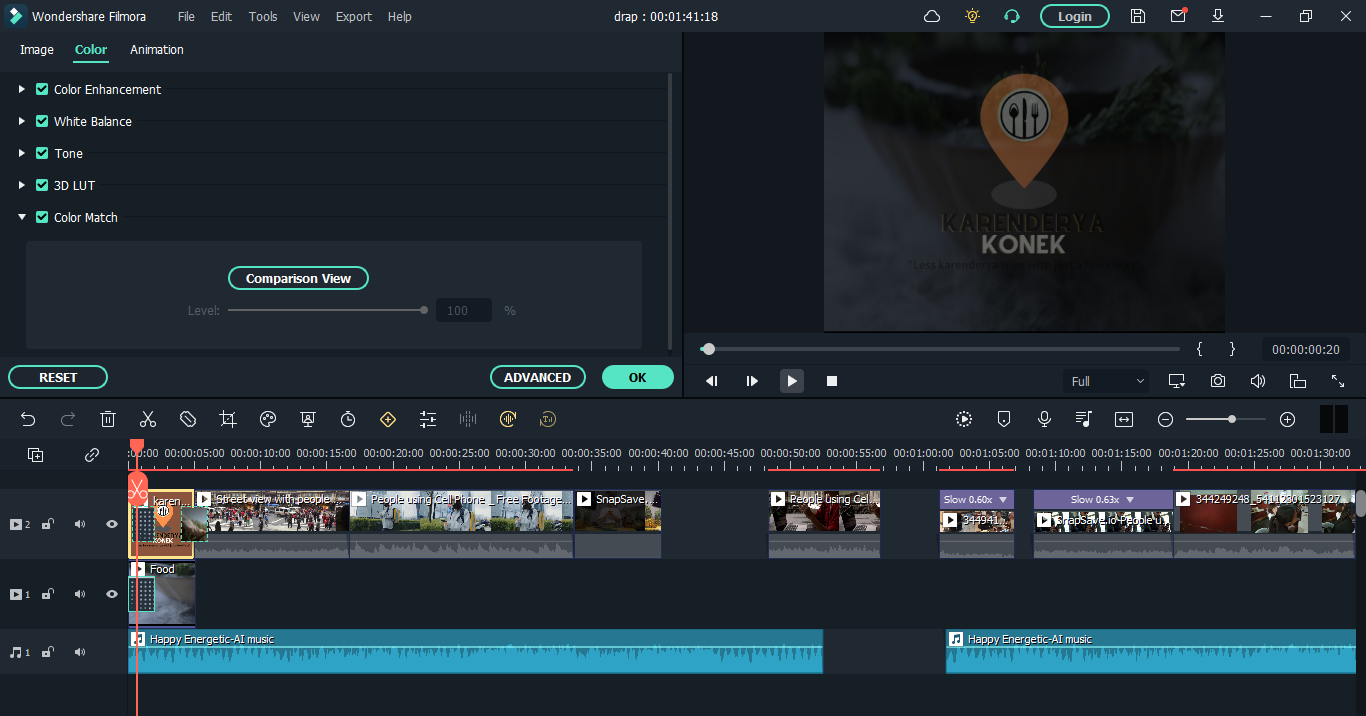 Wondershare Filmora File Edit Tools View Export Help drap : 00:01:41:18 Login
Image Color Animation
Color Enhancement
White Balance
Tone
3D LUT
Color Match
Comparison View
Level: 100 %
RESET ADVANCED OK
KARENDERYA
KONEK
"Less karenderya
{ } 00:00:00:20
Full
:00:00 00:00:05:00 00:00:10:00 00:00:15:00 00:00:20:00 00:00:25:00 00:00:30:00 00:00:35:00 00:00:40:00 00:00:45:00 00:00:50:00 00:00:55:00 00:01:00:00 00:01:05:00 00:01:10:00 00:01:15:00 00:01:20:00 00:01:25:00 00:01:30:00
2 karen Street view with people People using Cell Phone _ Free Footage SnapSave. People using Cel Slow 0.60x 344941 Slow 0.63x SnapSave.io-People u 344249248_541123015231 27
KARENDERYA
KONEK
1 Food
1 Happy Energetic-AI music Happy Energetic-AI music